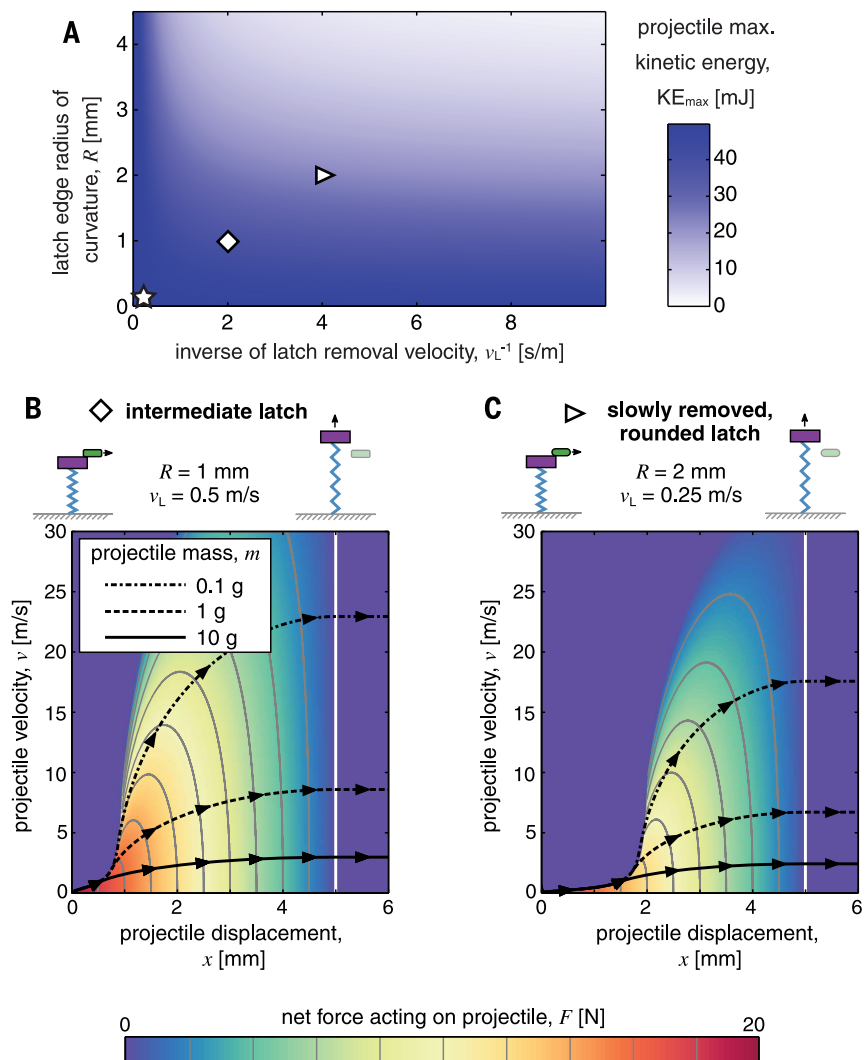 A
projectile max.
kinetic energy,
KEmax [mJ]
40
30
20
10
0
latch edge radius of
curvature, R [mm]
4
3
2
1
0
0 2 4 6 8
inverse of latch removal velocity, vL-1 [s/m]
B
intermediate latch
R = 1 mm
vL = 0.5 m/s
C
slowly removed,
rounded latch
R = 2 mm
vL = 0.25 m/s
projectile velocity, v [m/s]
30
25
20
15
10
5
0
projectile mass, m
0.1 g
1 g
10 g
0 2 4 6
projectile displacement,
x [mm]
projectile velocity, v [m/s]
30
25
20
15
10
5
0
0 2 4 6
projectile displacement,
x [mm]
0 net force acting on projectile, F [N] 20